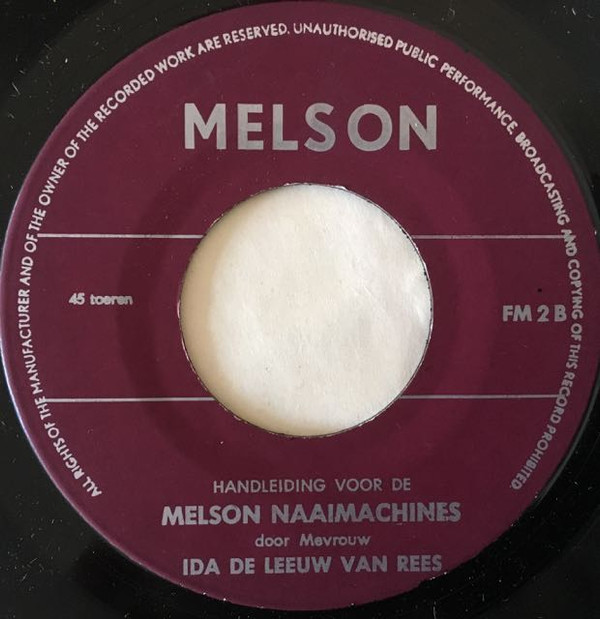 ALL RIGHTS OF THE MANUFACTURER AND OF THE OWNER OF THE RECORDED WORK ARE RESERVED. UNAUTHORISED PUBLIC PERFORMANCE, BROADCASTING AND COPYING OF THIS RECORD PROHIBITED.
MELSON
45 toeren
FM 2 B
HANDLEIDING VOOR DE
MELSON NAAIMACHINES
door Mevrouw
IDA DE LEEUW VAN REES